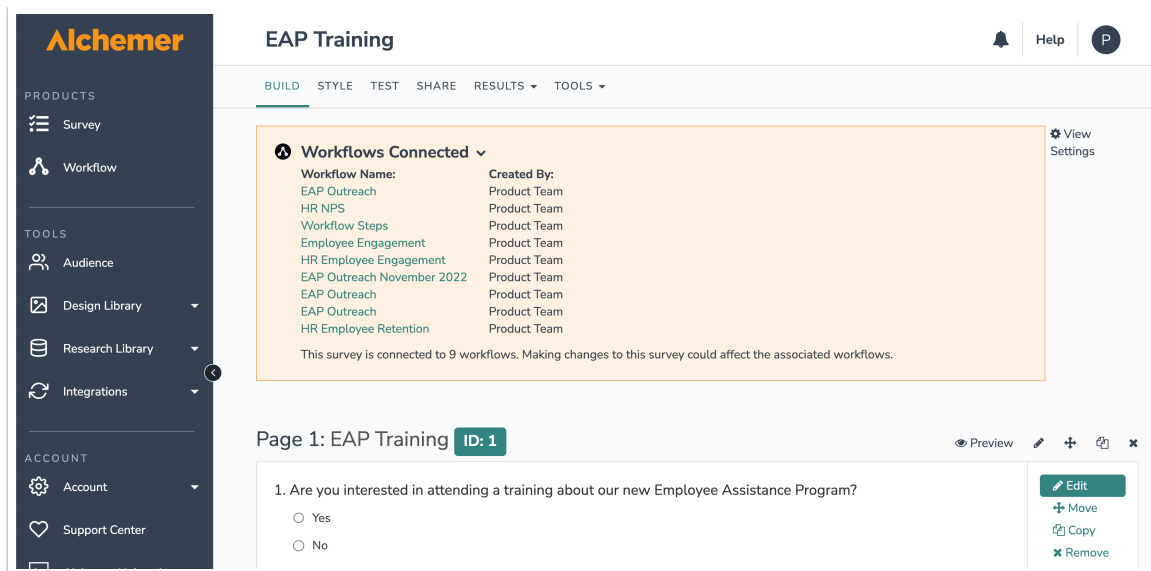 Alchemer
EAP Training
Help
P
PRODUCTS
Survey
Workflow
TOOLS
Audience
Design Library
Research Library
Integrations
ACCOUNT
Account
Support Center
BUILD STYLE TEST SHARE RESULTS TOOLS
Workflows Connected
Workflow Name: Created By:
EAP Outreach Product Team
HR NPS Product Team
Workflow Steps Product Team
Employee Engagement Product Team
HR Employee Engagement Product Team
EAP Outreach November 2022 Product Team
EAP Outreach Product Team
EAP Outreach Product Team
HR Employee Retention Product Team
This survey is connected to 9 workflows. Making changes to this survey could affect the associated workflows.
View
Settings
Page 1: EAP Training ID: 1
Preview
1. Are you interested in attending a training about our new Employee Assistance Program?
Yes
No
Edit
Move
Copy
Remove